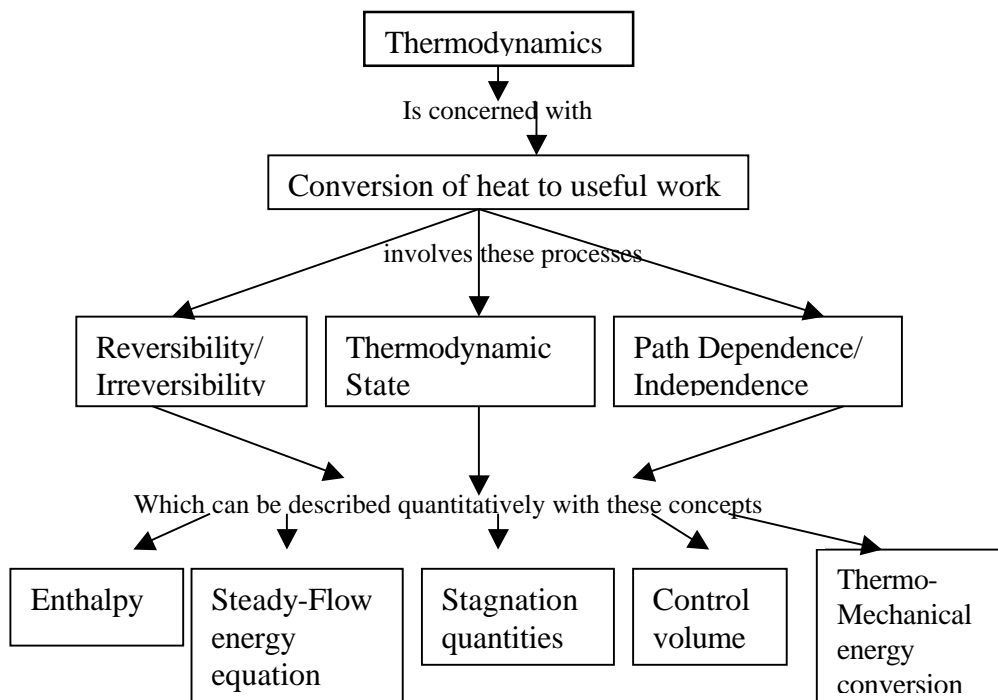 Thermodynamics
Is concerned with
Conversion of heat to useful work
involves these processes
Reversibility/
Irreversibility
Thermodynamic
State
Path Dependence/
Independence
Which can be described quantitatively with these concepts
Enthalpy
Steady-Flow
energy
equation
Stagnation
quantities
Control
volume
Thermo-
Mechanical
energy
conversion